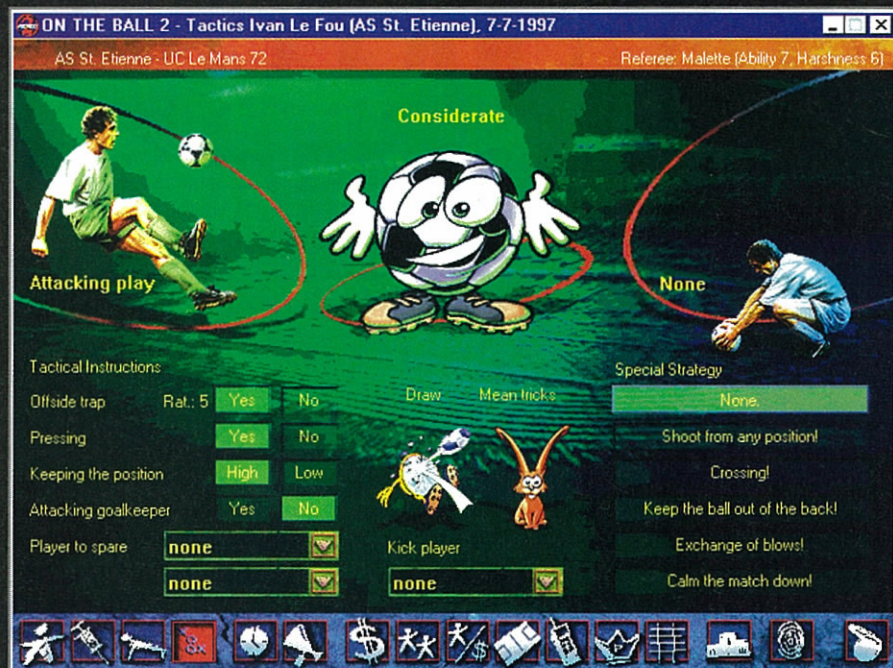 ON THE BALL 2 - Tactics Ivan Le Fou (AS St. Etienne), 7-7-1997
AS St. Etienne - UC Le Mans 72
Referee: Malette (Ability 7, Harshness 6)
Considerate
Attacking play
None
Tactical Instructions
Offside trap Rat.: 5 Yes No
Pressing Yes No
Keeping the position High Low
Attacking goalkeeper Yes No
Player to spare none
none
Draw Mean tricks
Kick player
none
Special Strategy
None.
Shoot from any position!
Crossing!
Keep the ball out of the back!
Exchange of blows!
Calm the match down!